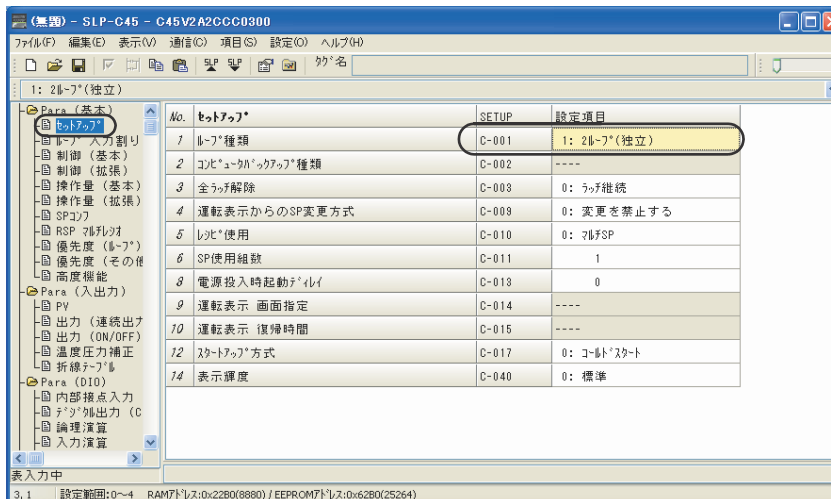 (無題) - SLP-C45 - C45V2A2CCC0300
ファイル(F) 編集(E) 表示(V) 通信(C) 項目(S) 設定(O) ヘルプ(H)
SLP SLP タグ名
1: 2ループ(独立)
Para (基本)
セットアップ
ループ 入力割り
制御 (基本)
制御 (拡張)
操作量 (基本)
操作量 (拡張)
SPコンフ
RSP マルチレシオ
優先度 (ループ)
優先度 (その他
高度機能
Para (入出力)
PV
出力 (連続出力
出力 (ON/OFF)
温度圧力補正
折線テーブル
Para (DIO)
内部接点入力
デジタル出力 (C
論理演算
入力演算
No. セットアップ SETUP 設定項目
1 ループ種類 C-001 1: 2ループ(独立)
2 コンピュータバックアップ種類 C-002 ----
3 全ラッチ解除 C-003 0: ラッチ継続
4 運転表示からのSP変更方式 C-009 0: 変更を禁止する
5 レシピ使用 C-010 0: マルチSP
6 SP使用組数 C-011 1
8 電源投入時起動ディレイ C-013 0
9 運転表示 画面指定 C-014 ----
10 運転表示 復帰時間 C-015 ----
12 スタートアップ方式 C-017 0: コールドスタート
14 表示輝度 C-040 0: 標準
表入力中
3, 1 設定範囲:0～4 RAMアドレス:0x22B0(8880) / EEPROMアドレス:0x62B0(25264)